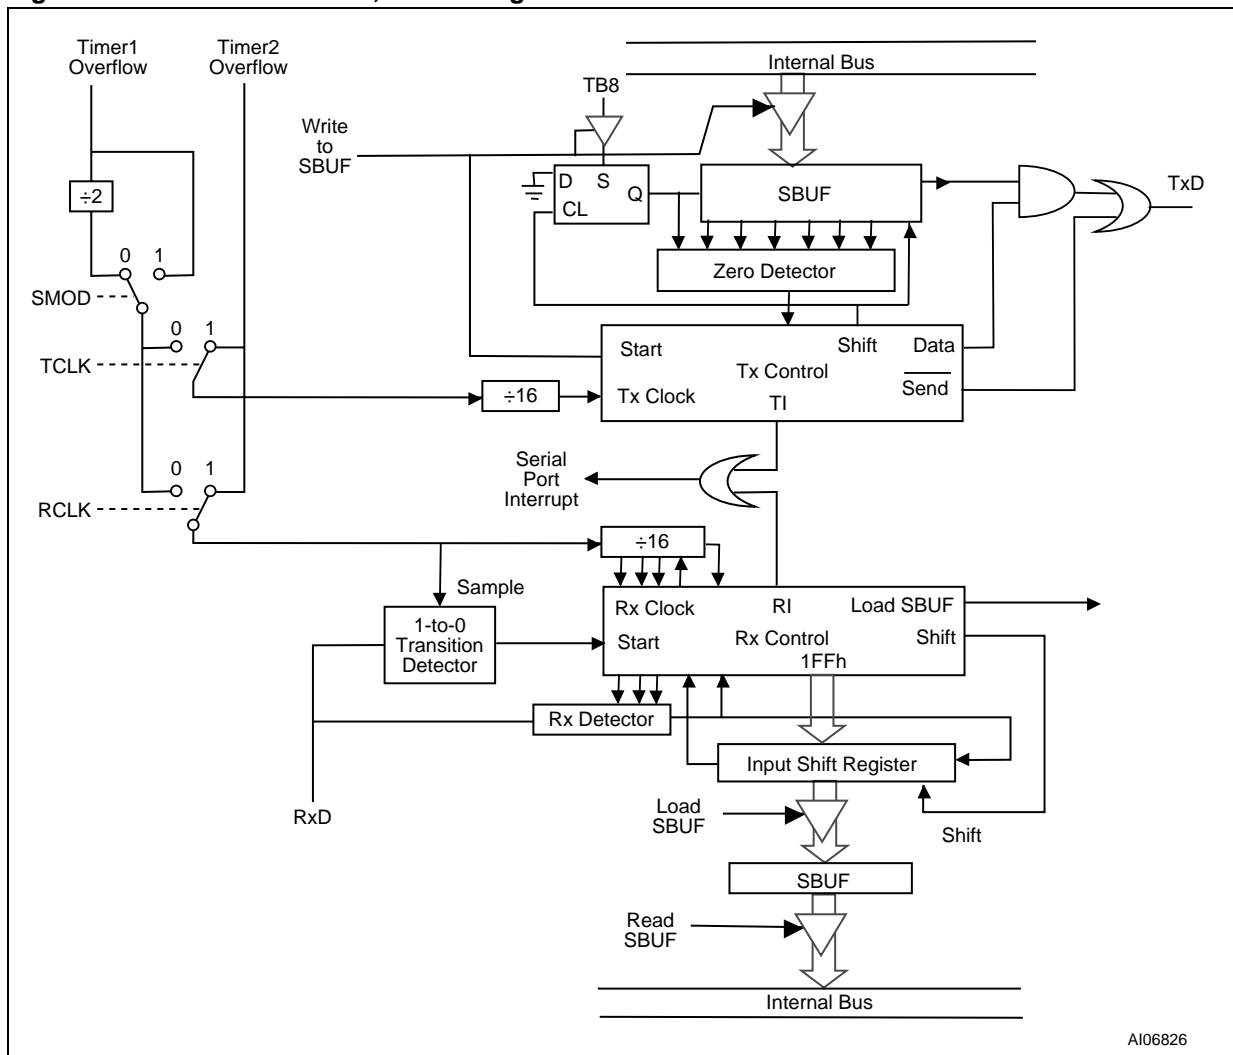 Timer1
Overflow
Timer2
Overflow
Internal Bus
TB8
Write
to
SBUF
÷2
D S
Q
CL
SBUF
TxD
Zero Detector
0 1
SMOD
0 1
TCLK
Start
Shift
Data
Tx Control
Send
Tx Clock
TI
÷16
Serial
Port
Interrupt
0 1
RCLK
÷16
Sample
Rx Clock
RI
Load SBUF
1-to-0
Transition
Detector
Start
Rx Control
Shift
1FFh
Rx Detector
Input Shift Register
RxD
Load
SBUF
Shift
SBUF
Read
SBUF
Internal Bus
AI06826